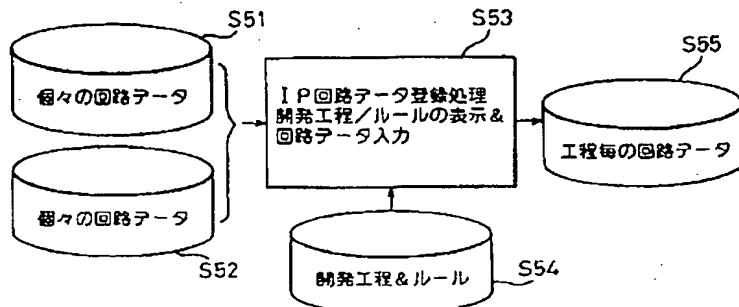 S51
個々の回路データ
S52
個々の回路データ
S53
IP回路データ登録処理
開発工程/ルールの表示&
回路データ入力
S55
工程毎の回路データ
S54
開発工程&ルール